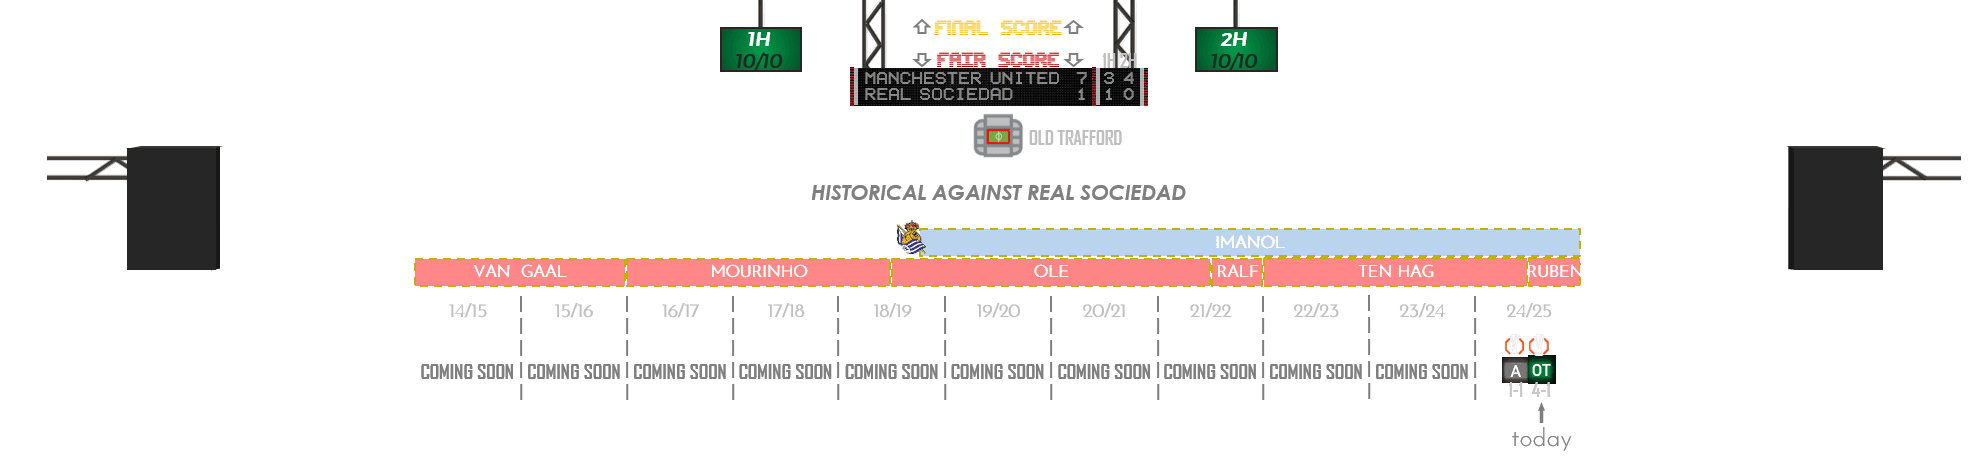 1H
10/10
FINAL SCORE
2H
10/10
FAIR SCORE
1H 2H
MANCHESTER UNITED 7 3 4
REAL SOCIEDAD 1 1 0
OLD TRAFFORD
HISTORICAL AGAINST REAL SOCIEDAD
IMANOL
VAN GAAL MOURINHO OLE RALF TEN HAG RUBEN
14/15 15/16 16/17 17/18 18/19 19/20 20/21 21/22 22/23 23/24 24/25
COMING SOON COMING SOON COMING SOON COMING SOON COMING SOON COMING SOON COMING SOON COMING SOON COMING SOON COMING SOON
A OT
1-1 4-1
today